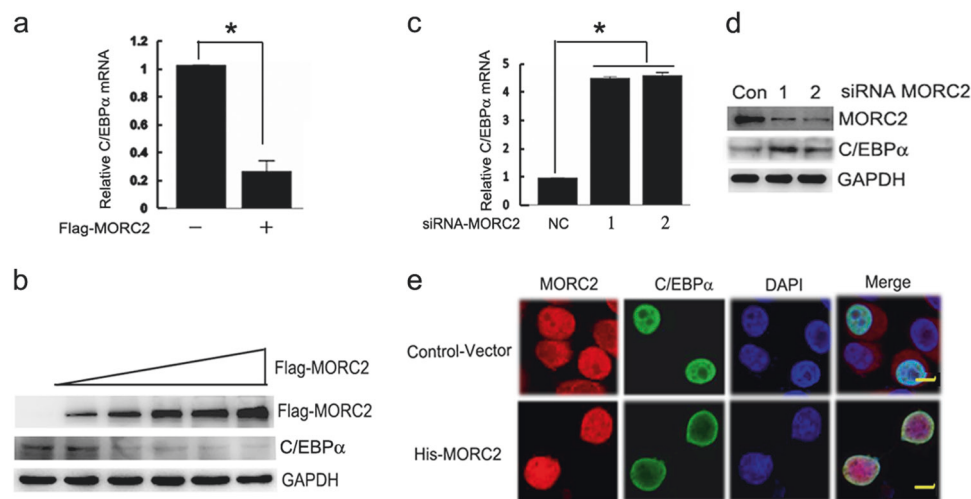 a
*
Relative C/EBPα mRNA
1.2
1
0.8
0.6
0.4
0.2
0
Flag-MORC2
− +
b
Flag-MORC2
Flag-MORC2
C/EBPα
GAPDH
c
*
Relative C/EBPα mRNA
5
4
3
2
1
0
siRNA-MORC2 NC 1 2
d
Con 1 2 siRNA MORC2
MORC2
C/EBPα
GAPDH
e
MORC2 C/EBPα DAPI Merge
Control-Vector
His-MORC2